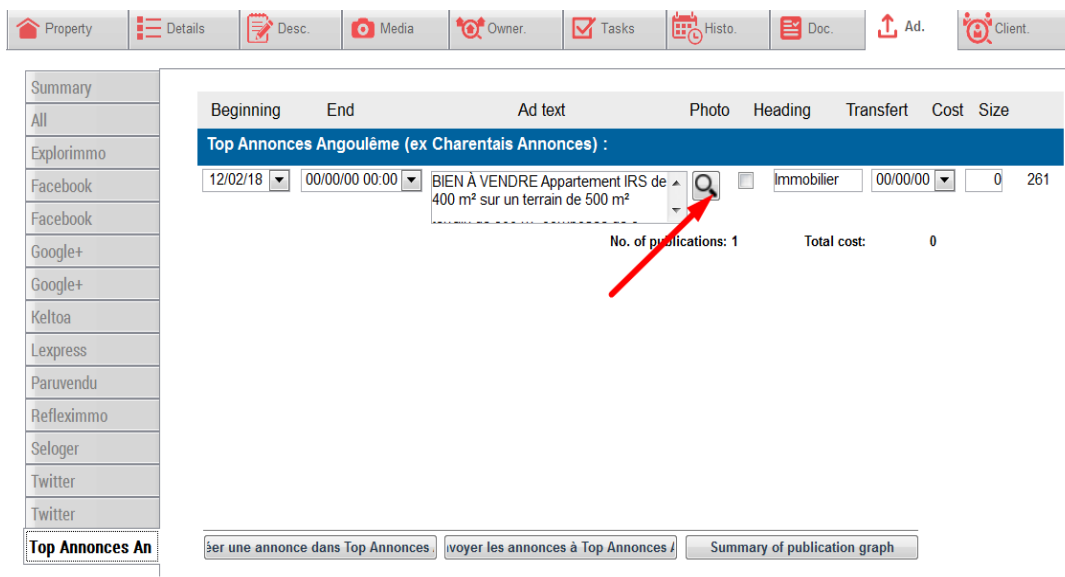 Property Details Desc. Media Owner. Tasks Histo. Doc. Ad. Client.
Summary
All
Explorimmo
Facebook
Facebook
Google+
Google+
Keltoa
Lexpress
Paruvendu
Refleximmo
Seloger
Twitter
Twitter
Top Annonces An
Beginning End Ad text Photo Heading Transfert Cost Size
Top Annonces Angoulême (ex Charentais Annonces) :
12/02/18 00/00/00 00:00 BIEN À VENDRE Appartement IRS de Immobilier 00/00/00 0 261
400 m² sur un terrain de 500 m²
No. of publications: 1 Total cost: 0
éer une annonce dans Top Annonces voyer les annonces à Top Annonces A Summary of publication graph